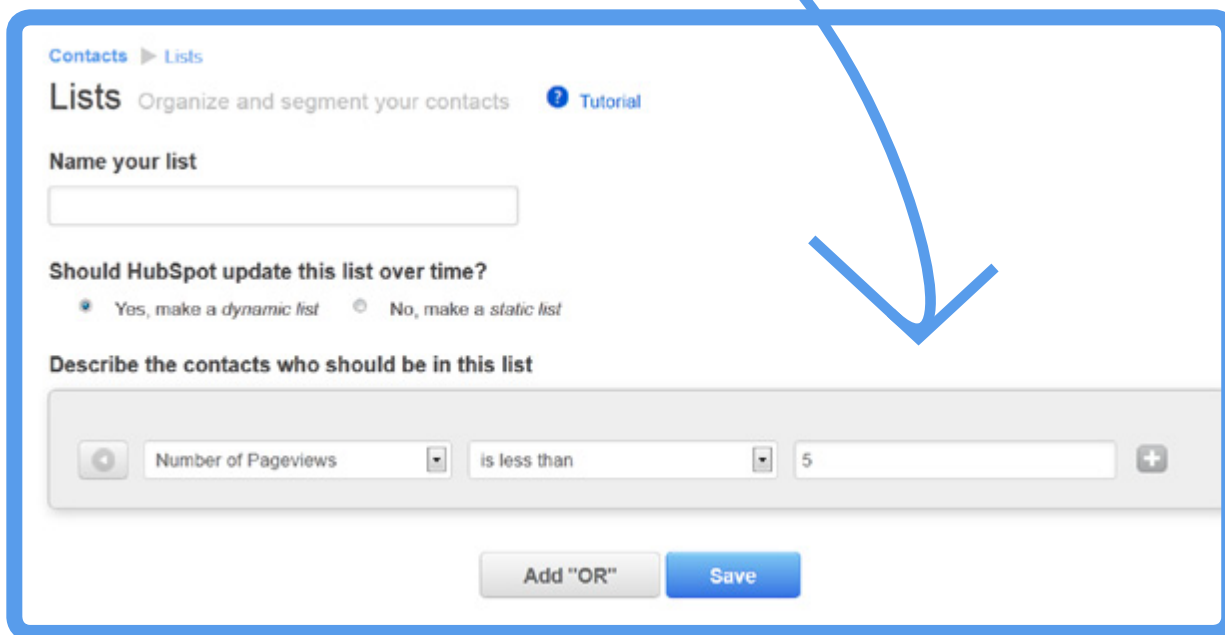 Contacts Lists
Lists Organize and segment your contacts ? Tutorial
Name your list
Should HubSpot update this list over time?
Yes, make a dynamic list No, make a static list
Describe the contacts who should be in this list
Number of Pageviews is less than 5 +
Add "OR" Save